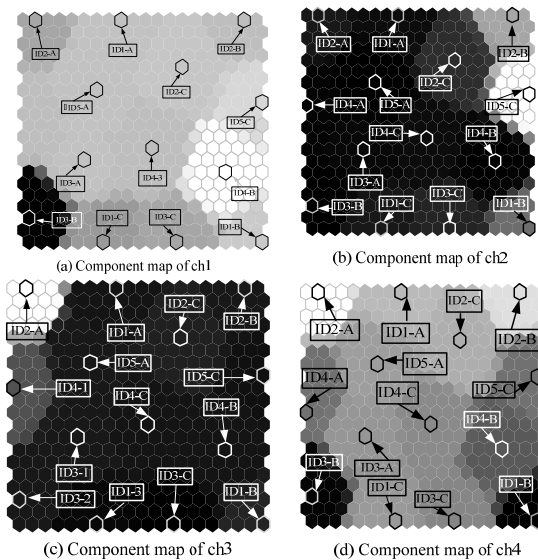 ID2-A ID1-A ID2-B
ID2-C
ID5-A
ID5-C
ID3-A ID4-3 ID4-B
ID3-B ID1-C ID3-C ID1-B
(a) Component map of ch1
ID2-A ID1-A ID2-B
ID2-C
ID4-A ID5-A ID5-C
ID4-C ID4-B
ID3-A
ID3-B ID1-C ID3-C ID1-B
(b) Component map of ch2
ID2-C
ID2-A ID1-A ID2-B
ID5-A
ID4-1 ID5-C
ID4-C
ID4-B
ID3-1
ID3-2 ID1-3 ID3-C ID1-B
(c) Component map of ch3
ID2-C
ID2-A ID1-A ID2-B
ID5-A
ID4-A ID4-C ID5-C
ID4-B
ID3-B ID3-A
ID1-C ID3-C ID1-B
(d) Component map of ch4